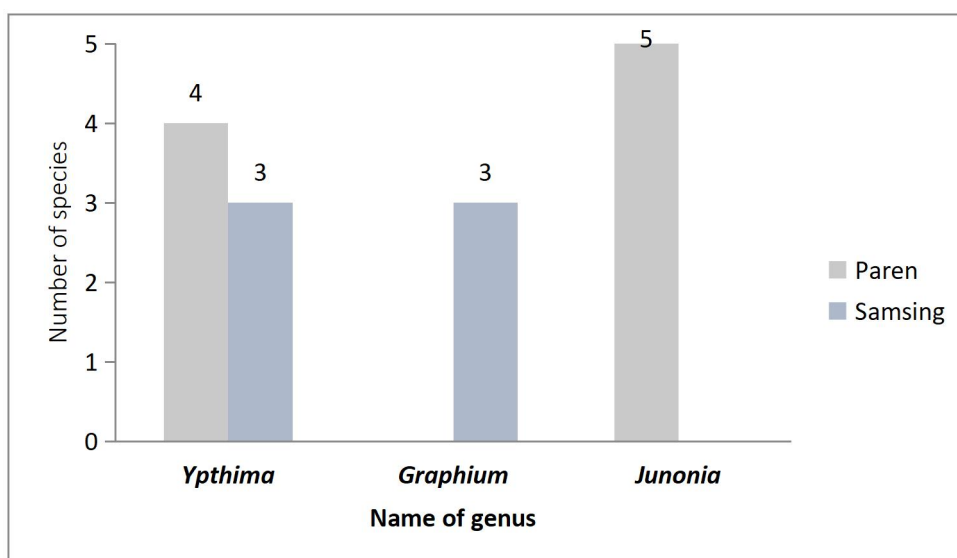 5
4
3
2
1
0
Number of species
4
3
3
5
Ypthima
Graphium
Junonia
Name of genus
Paren
Samsing